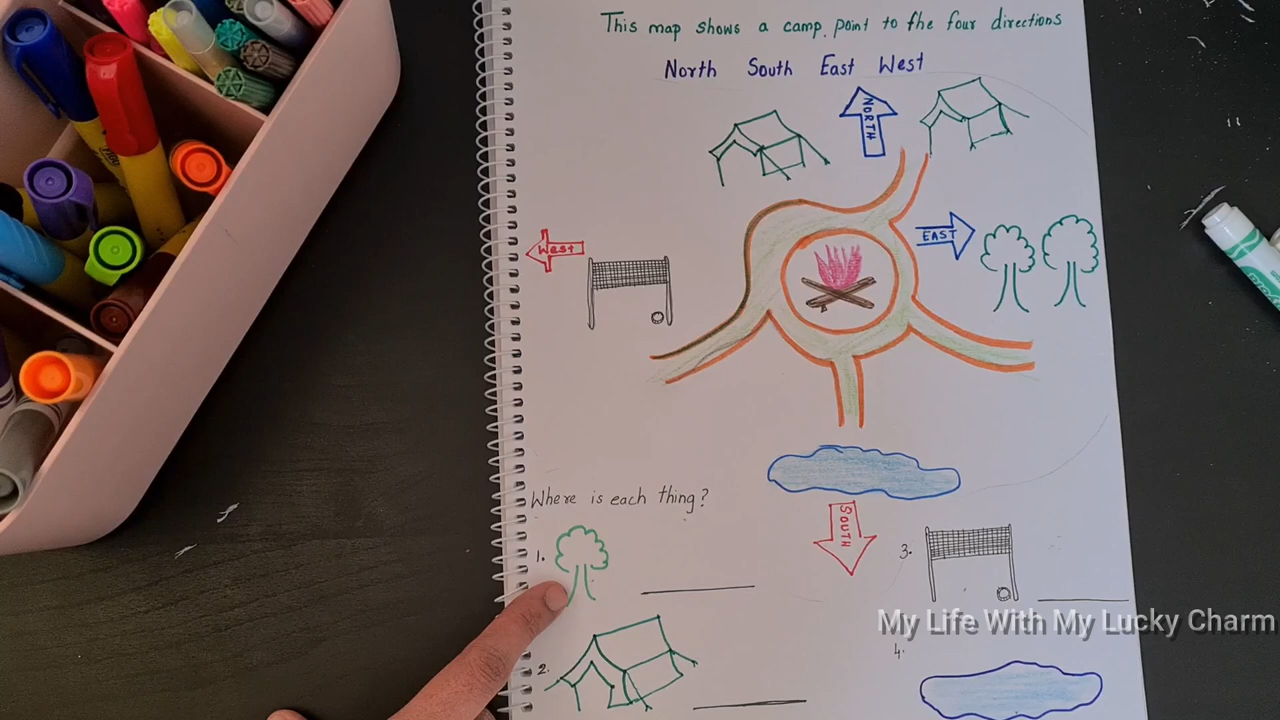 This map shows a camp point to the four directions
North South East West
NORTH
West
EAST
Where is each thing?
SOUTH
1.
3.
My Life With My Lucky Charm
2.
4.